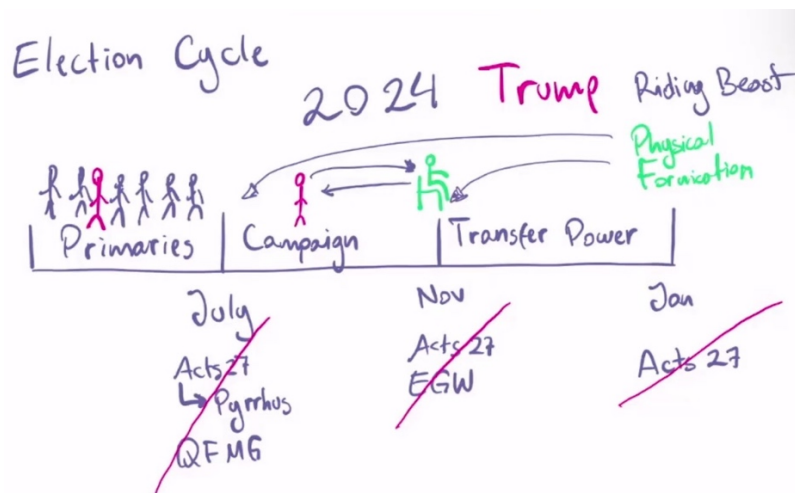 Election Cycle
2024 Trump Riding Beast
Physical
Fornication
Primaries Campaign Transfer Power
July Nov Jan
Acts 27
Pyrrhus
QFMG
Acts 27
EGW
Acts 27